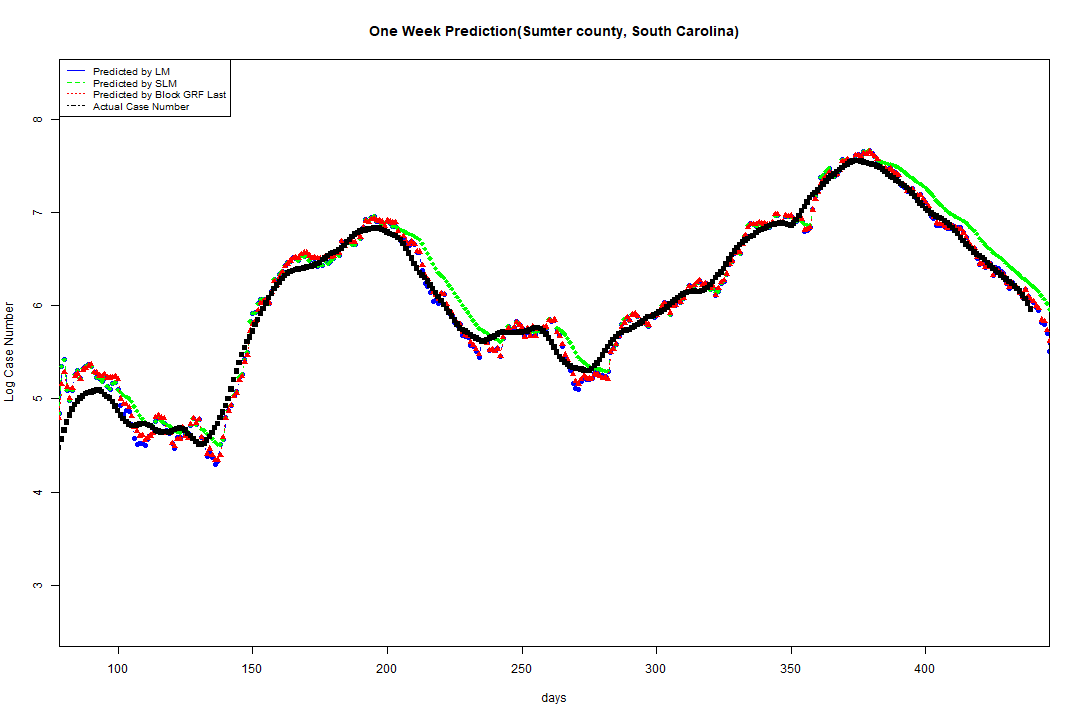 One Week Prediction(Sumter county, South Carolina)
Predicted by LM
Predicted by SLM
Predicted by Block GRF Last
Actual Case Number
Log Case Number
8
7
6
5
4
3
100 150 200 250 300 350 400
days